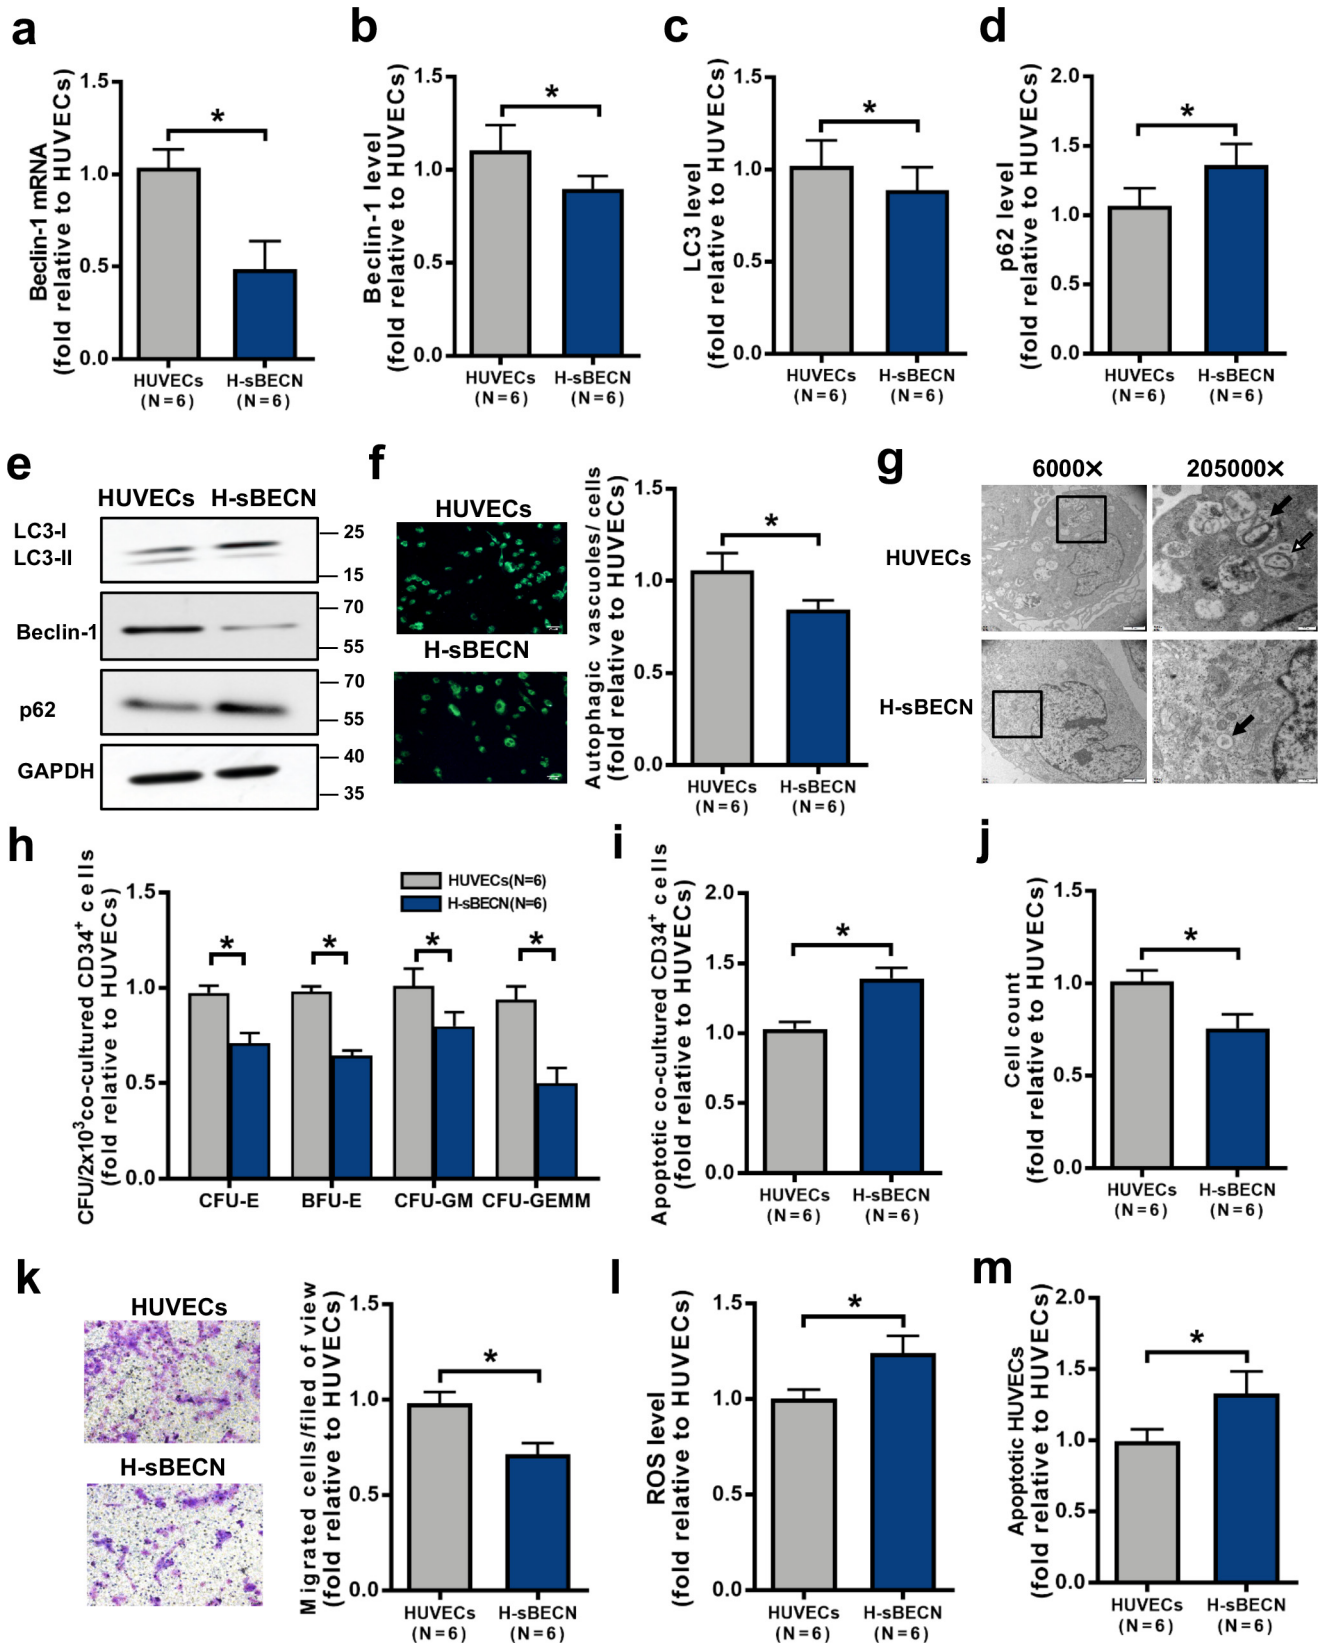 a
Beclin-1 mRNA
(fold relative to HUVECs)
1.5
1.0
0.5
0.0
*
HUVECs
(N=6)
H-sBECN
(N=6)
b
Beclin-1 level
(fold relative to HUVECs)
1.5
1.0
0.5
0.0
*
HUVECs
(N=6)
H-sBECN
(N=6)
c
LC3 level
(fold relative to HUVECs)
1.5
1.0
0.5
0.0
*
HUVECs
(N=6)
H-sBECN
(N=6)
d
p62 level
(fold relative to HUVECs)
2.0
1.5
1.0
0.5
0.0
*
HUVECs
(N=6)
H-sBECN
(N=6)
e
HUVECs H-sBECN
LC3-I
LC3-II
25
15
Beclin-1
70
55
p62
70
55
GAPDH
40
35
f
HUVECs
H-sBECN
Autophagic vascuoles/ cells
(fold relative to HUVECs)
1.5
1.0
0.5
0.0
*
HUVECs
(N=6)
H-sBECN
(N=6)
g
6000× 205000×
HUVECs
H-sBECN
h
CFU/2x10³co-cultured CD34⁺ cells
(fold relative to HUVECs)
HUVECs(N=6)
H-sBECN(N=6)
1.5
1.0
0.5
0.0
* * * *
CFU-E BFU-E CFU-GM CFU-GEMM
i
Apoptotic co-cultured CD34⁺ cells
(fold relative to HUVECs)
2.0
1.5
1.0
0.5
0.0
*
HUVECs
(N=6)
H-sBECN
(N=6)
j
Cell count
(fold relative to HUVECs)
1.5
1.0
0.5
0.0
*
HUVECs
(N=6)
H-sBECN
(N=6)
k
HUVECs
H-sBECN
Migrated cells/filed of view
(fold relative to HUVECs)
1.5
1.0
0.5
0.0
*
HUVECs
(N=6)
H-sBECN
(N=6)
l
ROS level
(fold relative to HUVECs)
1.5
1.0
0.5
0.0
*
HUVECs
(N=6)
H-sBECN
(N=6)
m
Apoptotic HUVECs
(fold relative to HUVECs)
2.0
1.5
1.0
0.5
0.0
*
HUVECs
(N=6)
H-sBECN
(N=6)